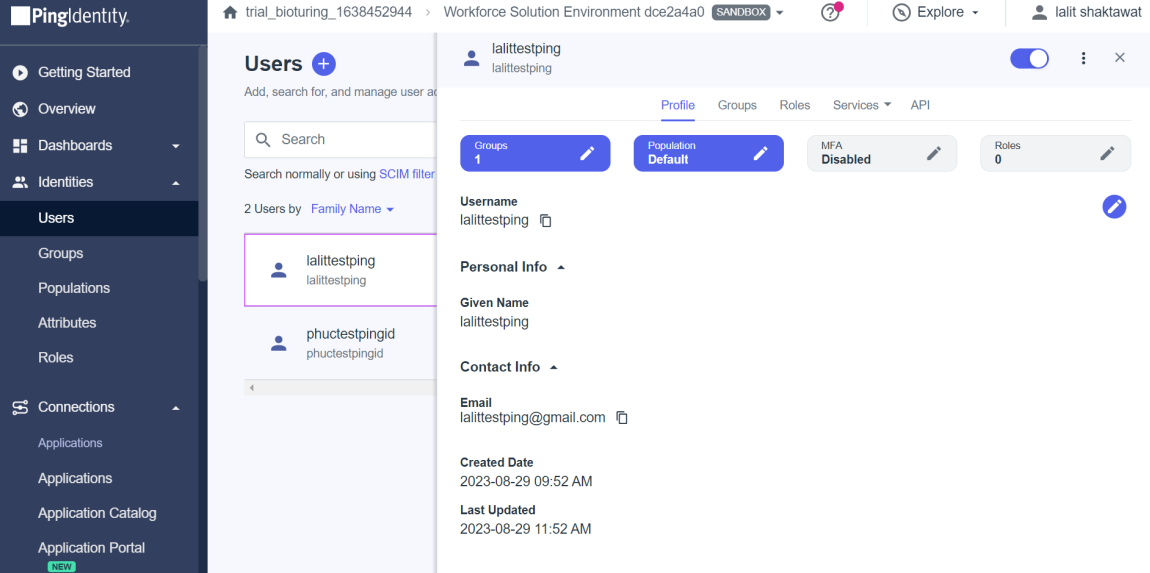 PingIdentity.
trial_bioturing_1638452944
Workforce Solution Environment dce2a4a0 SANDBOX
?
Explore
lalit shaktawat
Getting Started
Overview
Dashboards
Identities
Users
Groups
Populations
Attributes
Roles
Connections
Applications
Applications
Application Catalog
Application Portal
NEW
Users +
Add, search for, and manage user
Search
Search normally or using SCIM filter
2 Users by Family Name
lalittestping
lalittestping
phuctestpingid
phuctestpingid
lalittestping
lalittestping
Profile Groups Roles Services API
Groups
1
Population
Default
MFA
Disabled
Roles
0
Username
lalittestping
Personal Info
Given Name
lalittestping
Contact Info
Email
lalittestping@gmail.com
Created Date
2023-08-29 09:52 AM
Last Updated
2023-08-29 11:52 AM